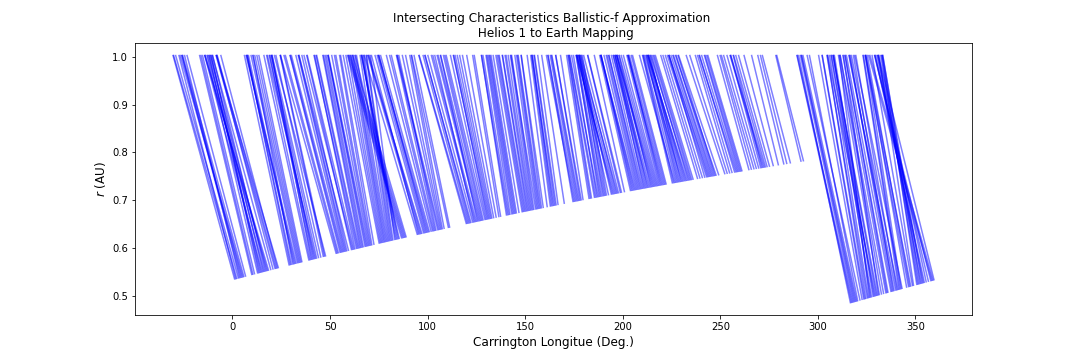 Intersecting Characteristics Ballistic-f Approximation
Helios 1 to Earth Mapping
1.0
0.9
0.8
0.7
0.6
0.5
r (AU)
0 50 100 150 200 250 300 350
Carrington Longitue (Deg.)